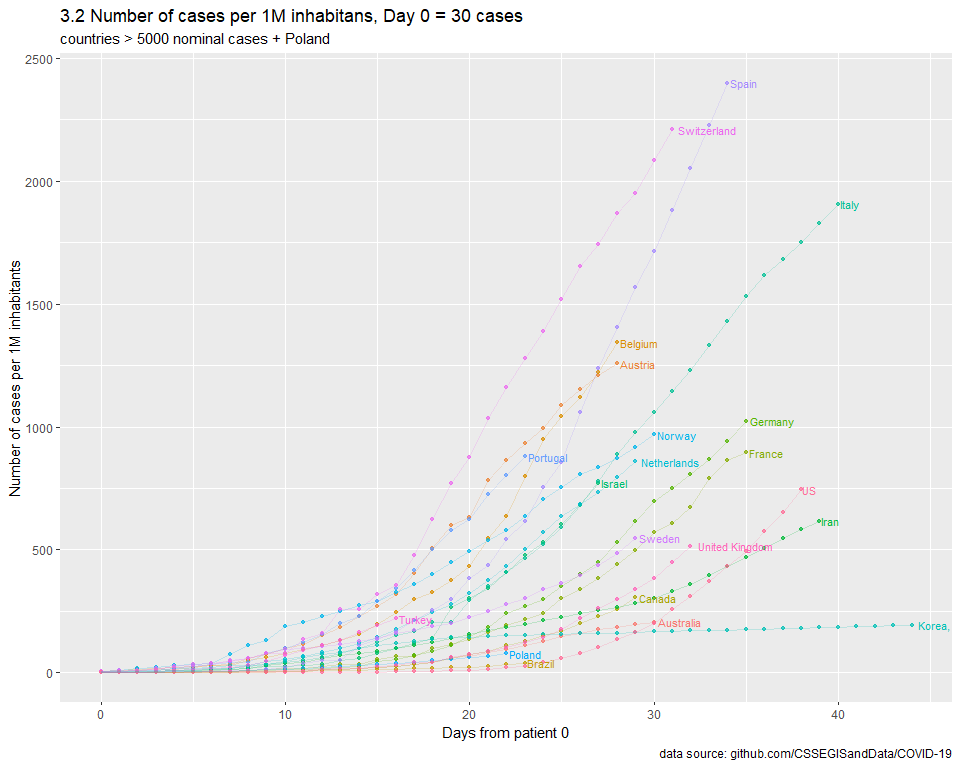 3.2 Number of cases per 1M inhabitans, Day 0 = 30 cases
countries > 5000 nominal cases + Poland
2500
Spain
Switzerland
2000
Italy
1500
Belgium
Austria
1000
Germany
Norway
France
Portugal
Netherlands
Israel
US
500
Iran
Sweden
United Kingdom
Canada
Turkey
Australia
Korea,
Poland
Brazil
0
0 10 20 30 40
Number of cases per 1M inhabitants
Days from patient 0
data source: github.com/CSSEGISandData/COVID-19